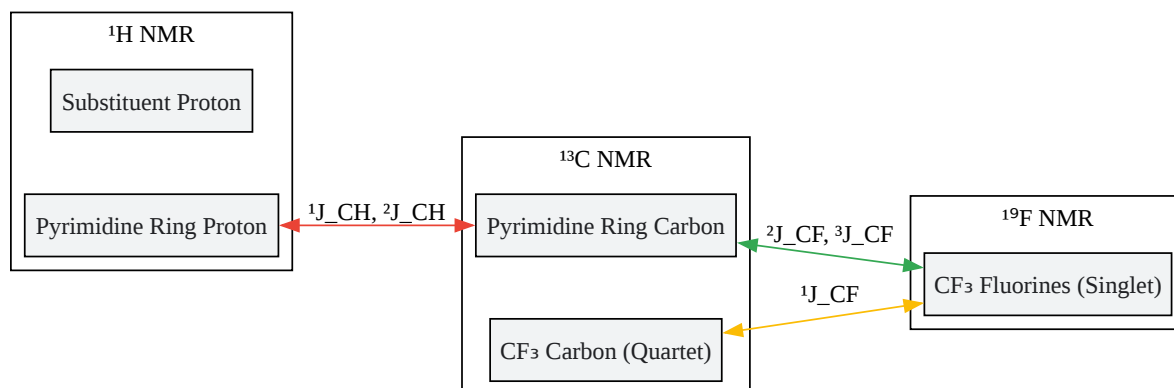 ¹H NMR
Substituent Proton
Pyrimidine Ring Proton
¹J_CH, ²J_CH
¹³C NMR
Pyrimidine Ring Carbon
CF₃ Carbon (Quartet)
²J_CF, ³J_CF
¹J_CF
¹⁹F NMR
CF₃ Fluorines (Singlet)